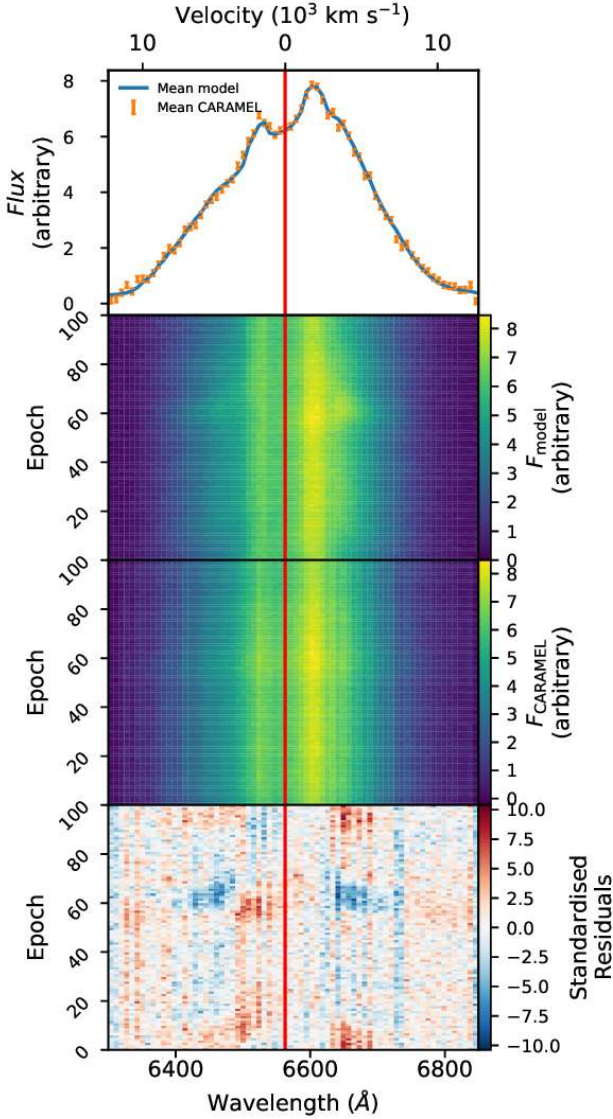 Velocity (10³ km s⁻¹)
10 0 10
Mean model
Mean CARAMEL
Flux
(arbitrary)
8
6
4
2
0
Epoch
100
80
60
40
20
8
7
6
5
4
3
2
1
0
F_model
(arbitrary)
Epoch
100
80
60
40
20
8
7
6
5
4
3
2
1
0
F_CARAMEL
(arbitrary)
Epoch
100
80
60
40
20
0
10.0
7.5
5.0
2.5
0.0
−2.5
−5.0
−7.5
−10.0
Standardised
Residuals
6400 6600 6800
Wavelength (Å)